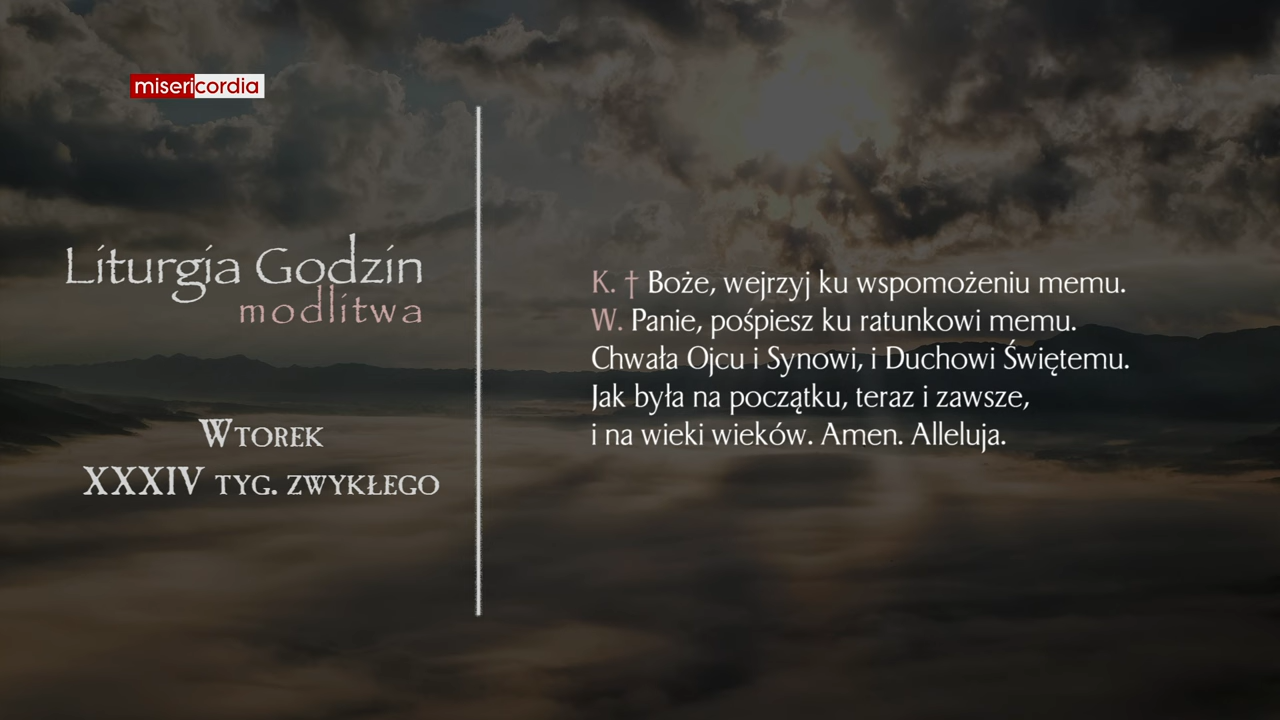 misericordia
Liturgia Godzin
modlitwa
Wtorek
XXXIV tyg. zwykłego
K. † Boże, wejrzyj ku wspomożeniu memu.
W. Panie, pośpiesz ku ratunkowi memu.
Chwała Ojcu i Synowi, i Duchowi Świętemu.
Jak była na początku, teraz i zawsze,
i na wieki wieków. Amen. Alleluja.